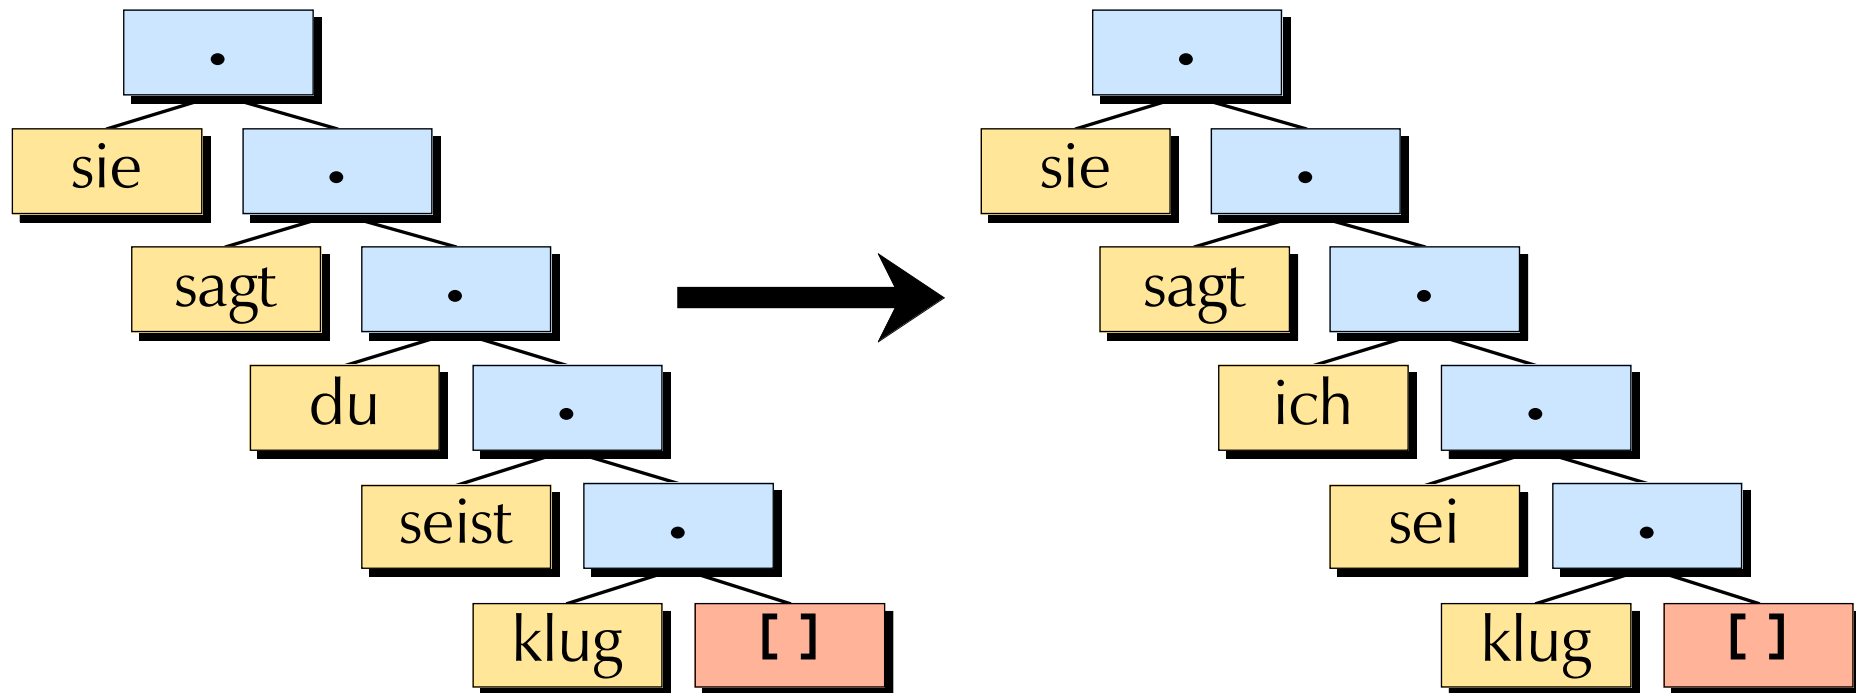 sie
sagt
du
seist
klug
[ ]
sie
sagt
ich
sei
klug
[ ]